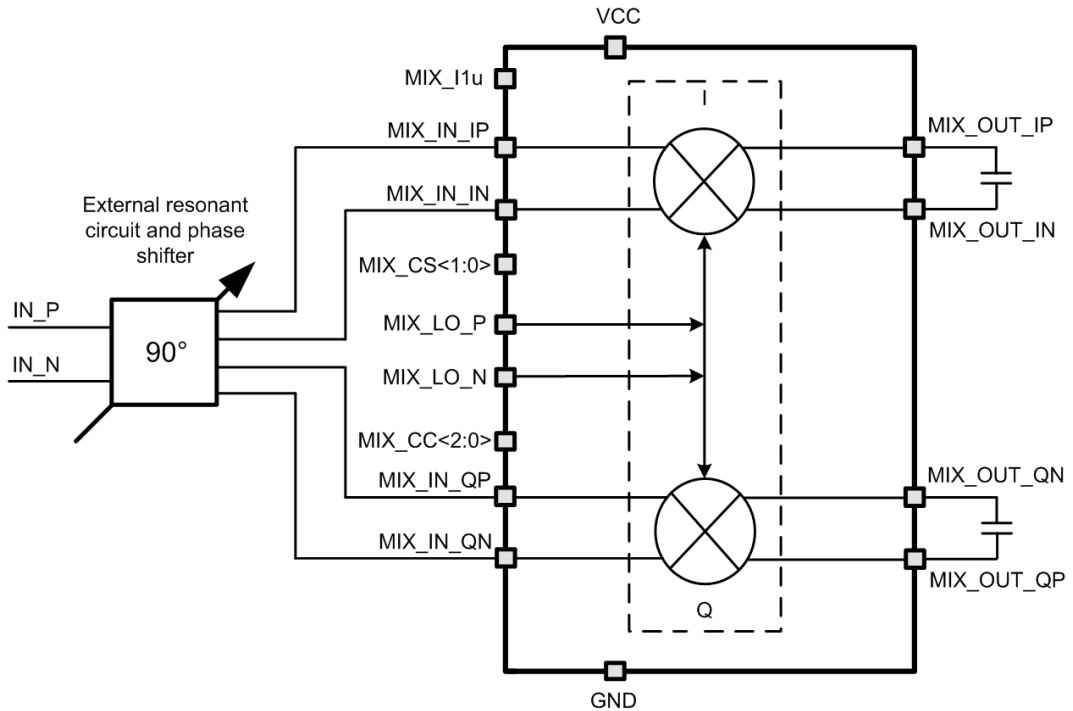 VCC
MIX_I1u
I
MIX_IN_IP
MIX_OUT_IP
MIX_IN_IN
MIX_OUT_IN
External resonant
circuit and phase
shifter
MIX_CS<1:0>
IN_P
MIX_LO_P
90°
IN_N
MIX_LO_N
MIX_CC<2:0>
MIX_IN_QP
MIX_OUT_QN
MIX_IN_QN
MIX_OUT_QP
Q
GND